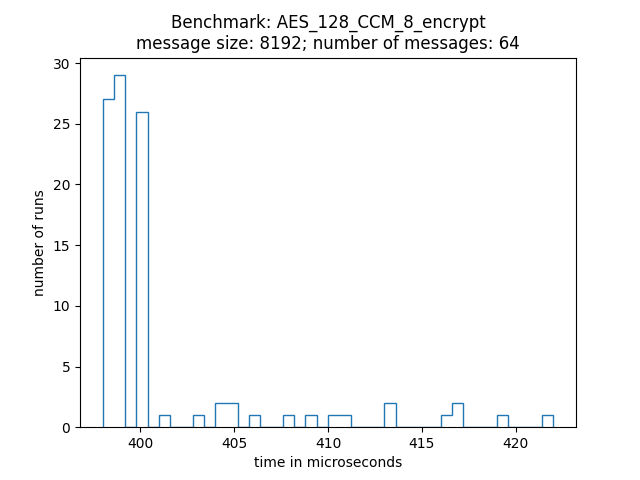 Benchmark: AES_128_CCM_8_encrypt
message size: 8192; number of messages: 64
30
25
20
15
10
5
0
number of runs
400 405 410 415 420
time in microseconds